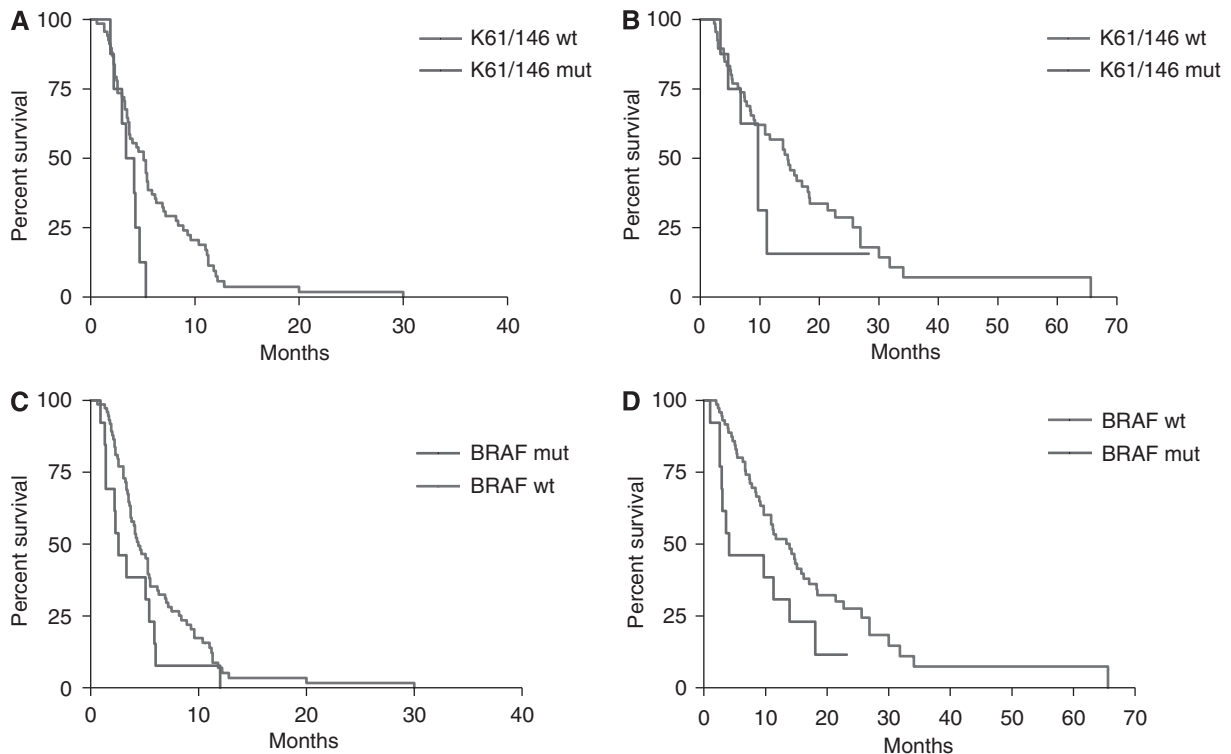 A
K61/146 wt
K61/146 mut
Percent survival
100
75
50
25
0
0 10 20 30 40
Months
B
K61/146 wt
K61/146 mut
Percent survival
100
75
50
25
0
0 10 20 30 40 50 60 70
Months
C
BRAF mut
BRAF wt
Percent survival
100
75
50
25
0
0 10 20 30 40
Months
D
BRAF wt
BRAF mut
Percent survival
100
75
50
25
0
0 10 20 30 40 50 60 70
Months